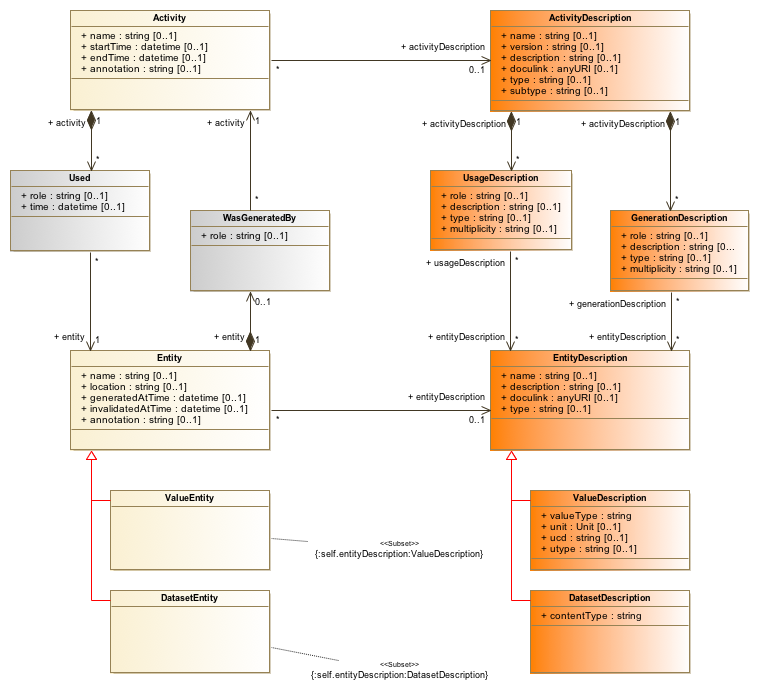 Activity
+ name : string [0..1]
+ startTime : datetime [0..1]
+ endTime : datetime [0..1]
+ annotation : string [0..1]
+ activityDescription
*
0..1
ActivityDescription
+ name : string [0..1]
+ version : string [0..1]
+ description : string [0..1]
+ doculink : anyURI [0..1]
+ type : string [0..1]
+ subtype : string [0..1]
+ activity
1
*
+ activity
1
*
+ activityDescription
1
*
+ activityDescription
1
*
Used
+ role : string [0..1]
+ time : datetime [0..1]
WasGeneratedBy
+ role : string [0..1]
UsageDescription
+ role : string [0..1]
+ description : string [0..1]
+ type : string [0..1]
+ multiplicity : string [0..1]
GenerationDescription
+ role : string [0..1]
+ description : string [0...
+ type : string [0..1]
+ multiplicity : string [0..1]
*
+ entity
1
0..1
+ entity
1
+ usageDescription
*
+ entityDescription
*
+ generationDescription
*
+ entityDescription
*
Entity
+ name : string [0..1]
+ location : string [0..1]
+ generatedAtTime : datetime [0..1]
+ invalidatedAtTime : datetime [0..1]
+ annotation : string [0..1]
+ entityDescription
*
0..1
EntityDescription
+ name : string [0..1]
+ description : string [0..1]
+ doculink : anyURI [0..1]
+ type : string [0..1]
ValueEntity
<<Subset>>
{:self.entityDescription:ValueDescription}
ValueDescription
+ valueType : string
+ unit : Unit [0..1]
+ ucd : string [0..1]
+ utype : string [0..1]
DatasetEntity
<<Subset>>
{:self.entityDescription:DatasetDescription}
DatasetDescription
+ contentType : string